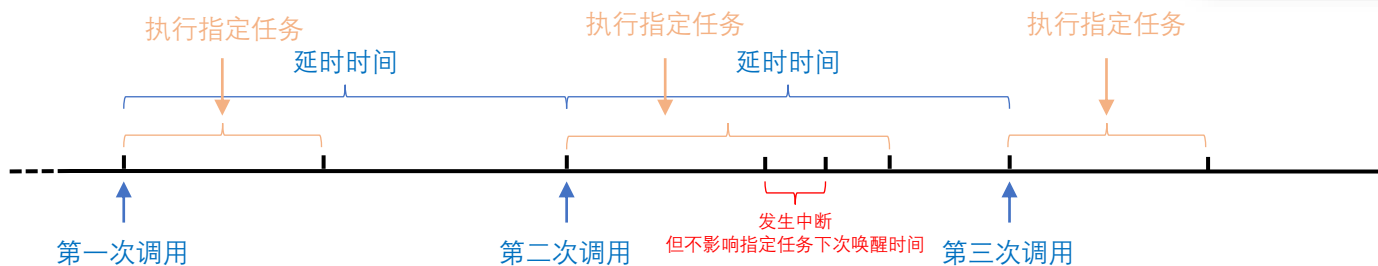 执行指定任务
执行指定任务
执行指定任务
延时时间
延时时间
发生中断
但不影响指定任务下次唤醒时间
第一次调用
第二次调用
第三次调用